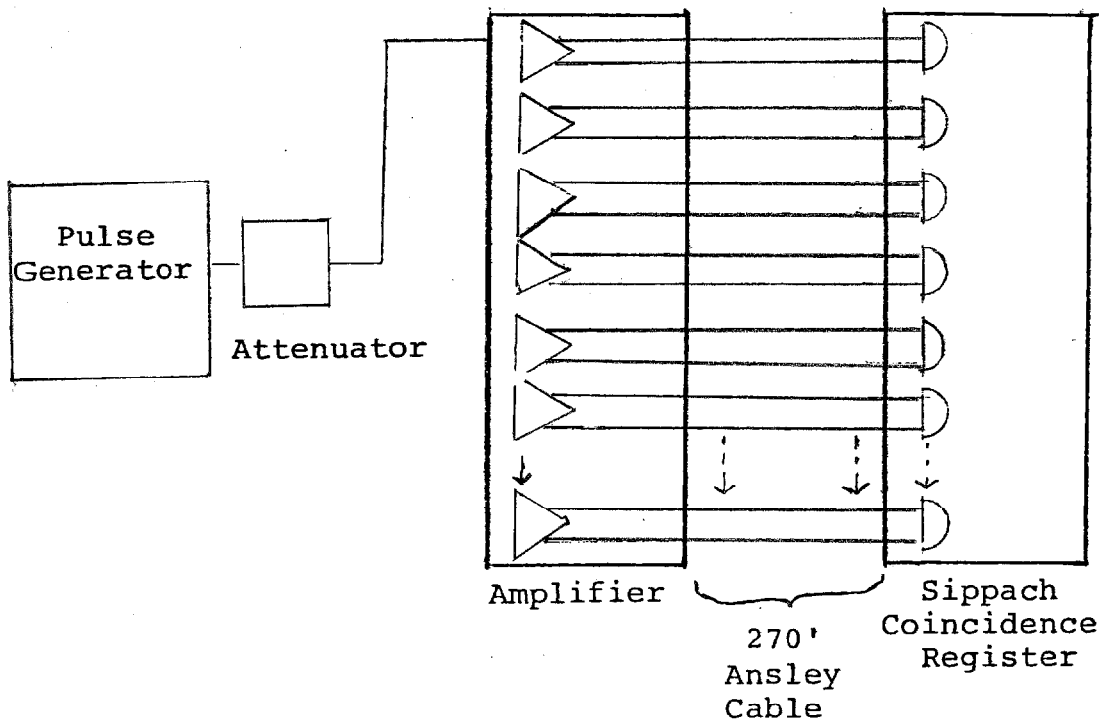 Pulse
Generator
Attenuator
Amplifier
270'
Ansley
Cable
Sippach
Coincidence
Register